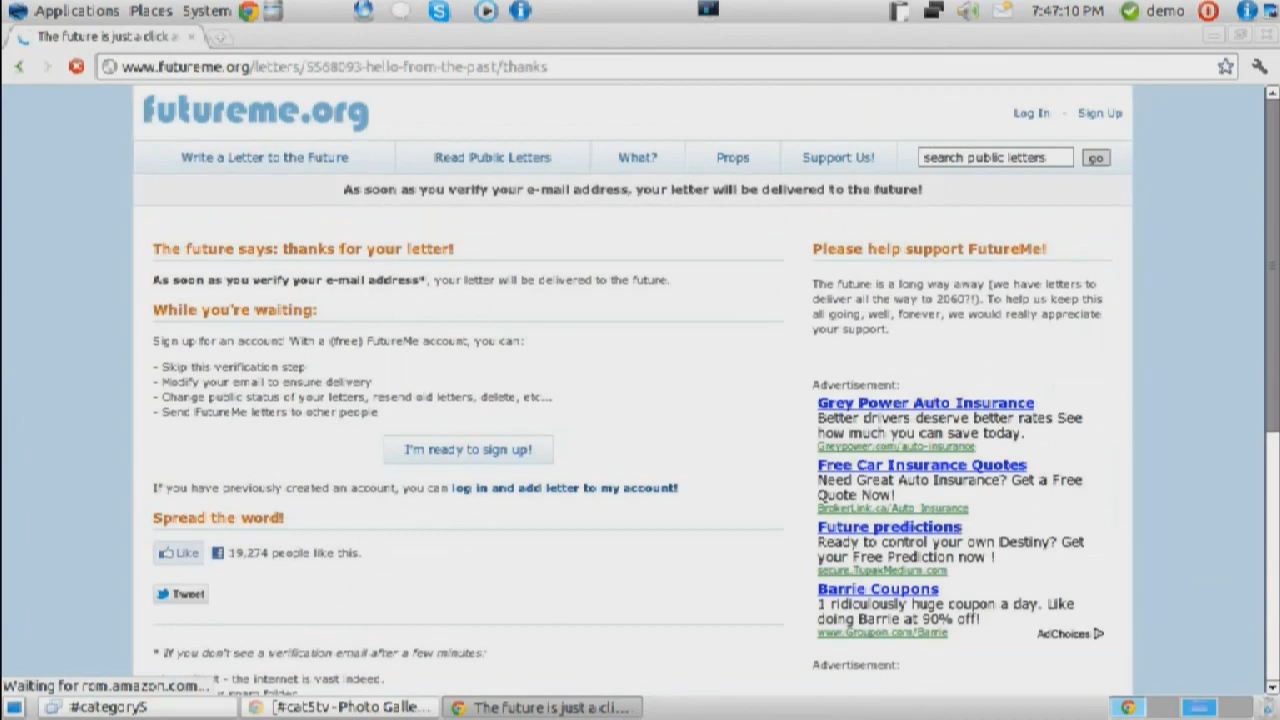 Applications Places System
7:47:10 PM demo
The future is just a click a
www.futureme.org/letters/5568093-hello-from-the-past/thanks
futureme.org
Log In - Sign Up
Write a Letter to the Future
Read Public Letters
What?
Props
Support Us!
search public letters
go
As soon as you verify your e-mail address, your letter will be delivered to the future!
The future says: thanks for your letter!
As soon as you verify your e-mail address*, your letter will be delivered to the future.
While you're waiting:
Sign up for an account! With a (free) FutureMe account, you can:
- Skip this verification step
- Modify your email to ensure delivery
- Change public status of your letters, resend old letters, delete, etc...
- Send FutureMe letters to other people
I'm ready to sign up!
If you have previously created an account, you can log in and add letter to my account!
Spread the word!
Like
19,274 people like this.
Tweet
* If you don't see a verification email after a few minutes:
t - the internet is vast indeed.
Please help support FutureMe!
The future is a long way away (we have letters to
deliver all the way to 2060?!). To help us keep this
all going, well, forever, we would really appreciate
your support.
Advertisement:
Grey Power Auto Insurance
Better drivers deserve better rates See
how much you can save today.
Greypower.com/auto-insurance
Free Car Insurance Quotes
Need Great Auto Insurance? Get a Free
Quote Now!
BrokerLink.ca/Auto_Insurance
Future predictions
Ready to control your own Destiny? Get
your Free Prediction now !
secure.TupakMedium.com
Barrie Coupons
1 ridiculously huge coupon a day. Like
doing Barrie at 90% off!
www.Groupon.com/Barrie
AdChoices
Advertisement:
Waiting for rcm.amazon.com...
#category5
[#cat5tv - Photo Galle...
The future is just a cli...